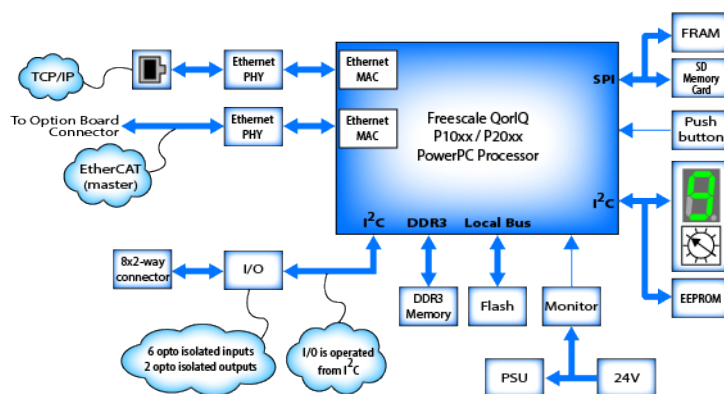 TCP/IP
Ethernet
PHY
Ethernet
MAC
To Option Board
Connector
Ethernet
PHY
Ethernet
MAC
EtherCAT
(master)
Freescale QorIQ
P10xx / P20xx
PowerPC Processor
SPI
FRAM
SD
Memory
Card
Push
button
I²C
9
EEPROM
I²C
DDR3
Local Bus
8x2-way
connector
I/O
DDR3
Memory
Flash
Monitor
6 opto isolated inputs
2 opto isolated outputs
I/O is operated
from I²C
PSU
24V